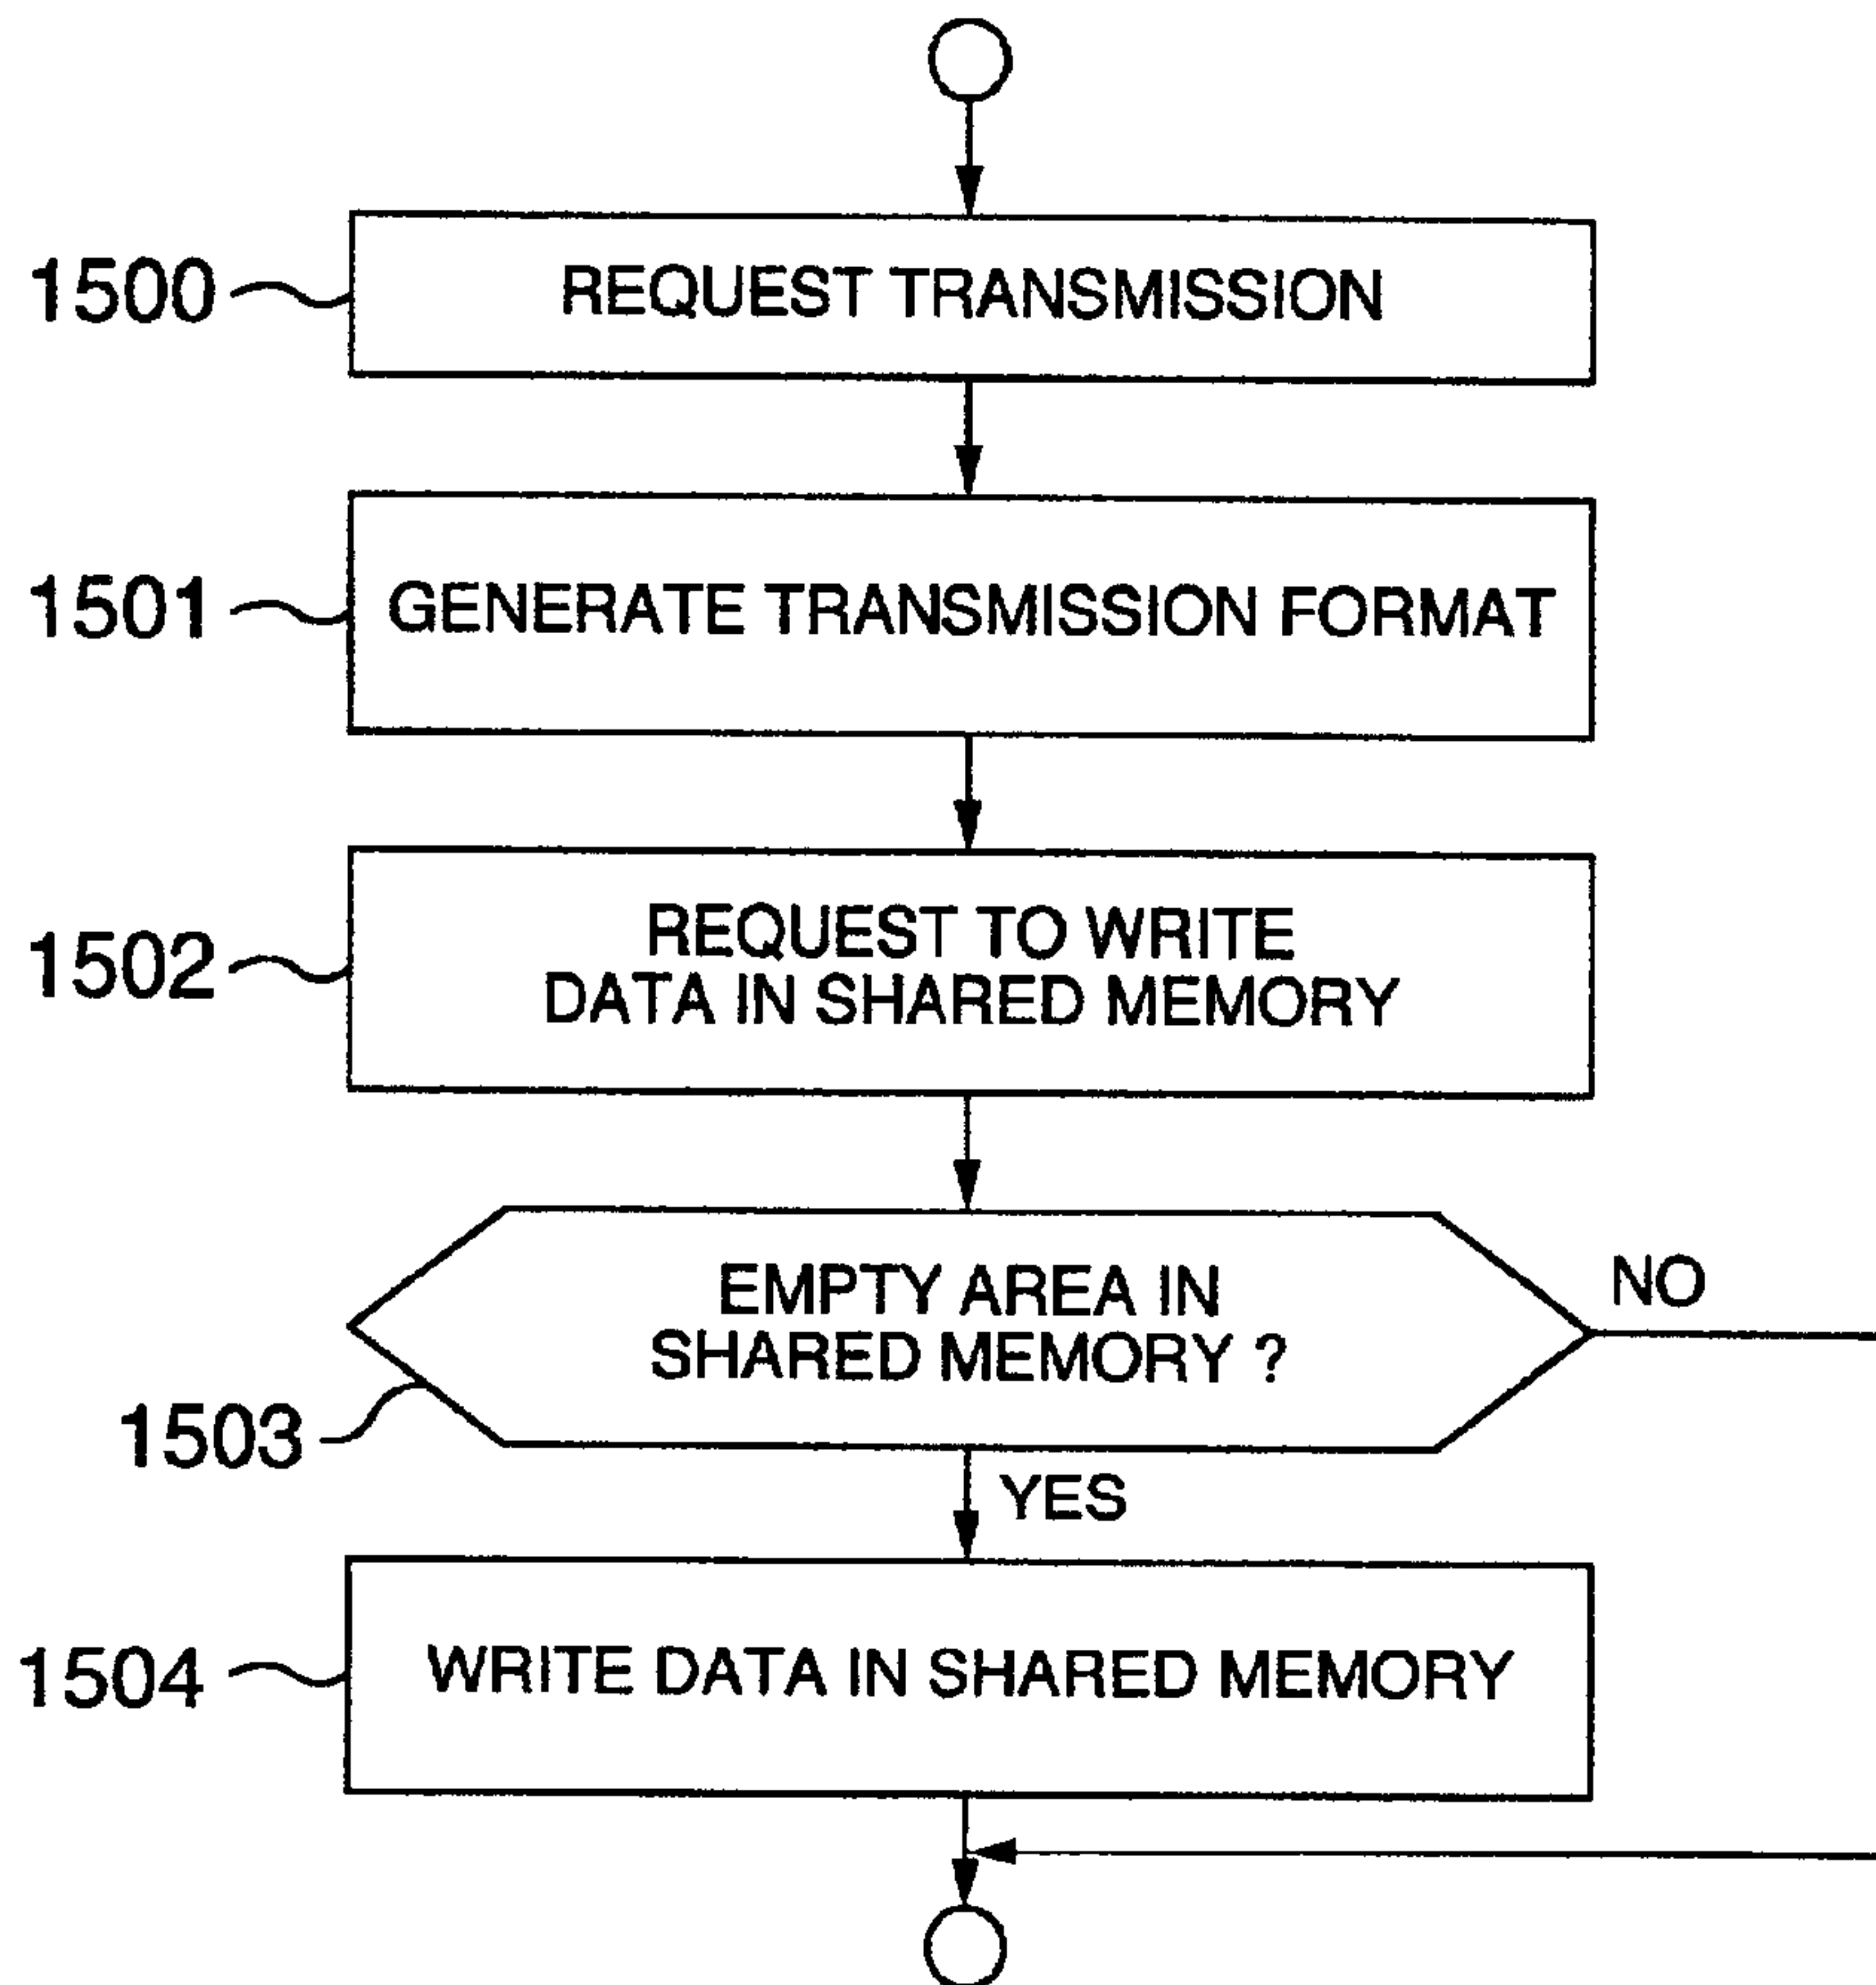 1500
REQUEST TRANSMISSION
1501
GENERATE TRANSMISSION FORMAT
1502
REQUEST TO WRITE
DATA IN SHARED MEMORY
EMPTY AREA IN
SHARED MEMORY ?
NO
1503
YES
1504
WRITE DATA IN SHARED MEMORY